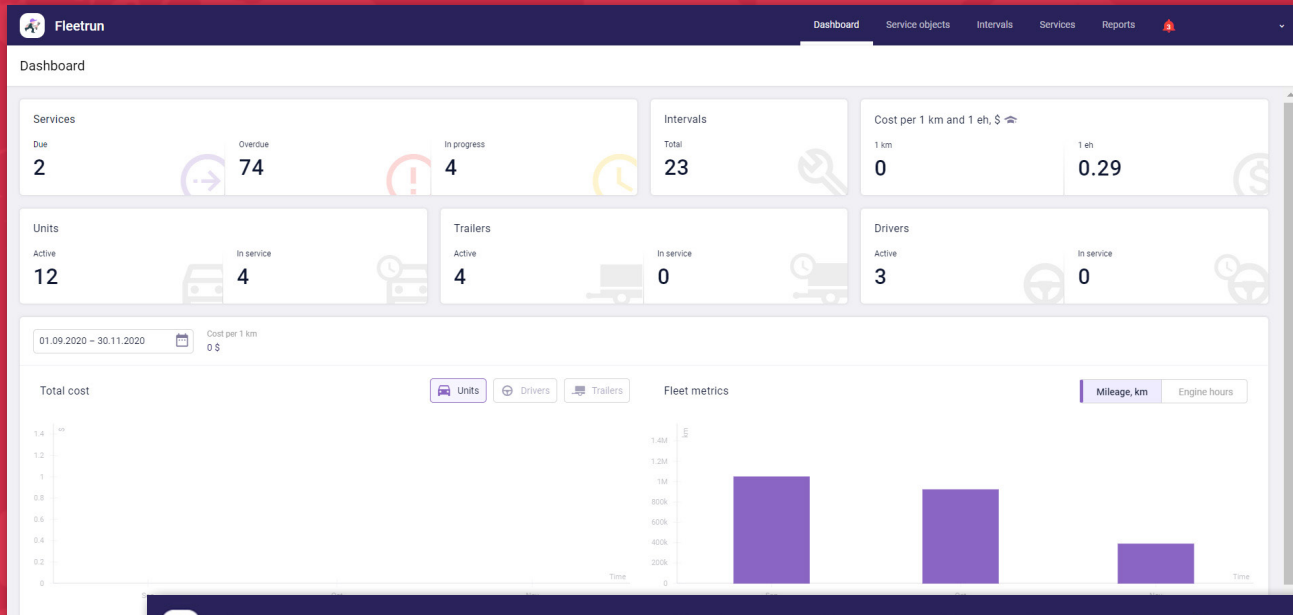 Fleetrun
Dashboard Service objects Intervals Services Reports 3
Dashboard
Services
Due
2
Overdue
74
In progress
4
Intervals
Total
23
Cost per 1 km and 1 eh, $
1 km
0
1 eh
0.29
Units
Active
12
In service
4
Trailers
Active
4
In service
0
Drivers
Active
3
In service
0
01.09.2020 – 30.11.2020
Cost per 1 km
0 $
Total cost
Units Drivers Trailers
$
1.4
1.2
1
0.8
0.6
0.4
0.2
0
Time
Fleet metrics
Mileage, km Engine hours
km
1.4M
1.2M
1M
800k
600k
400k
200k
0
Time